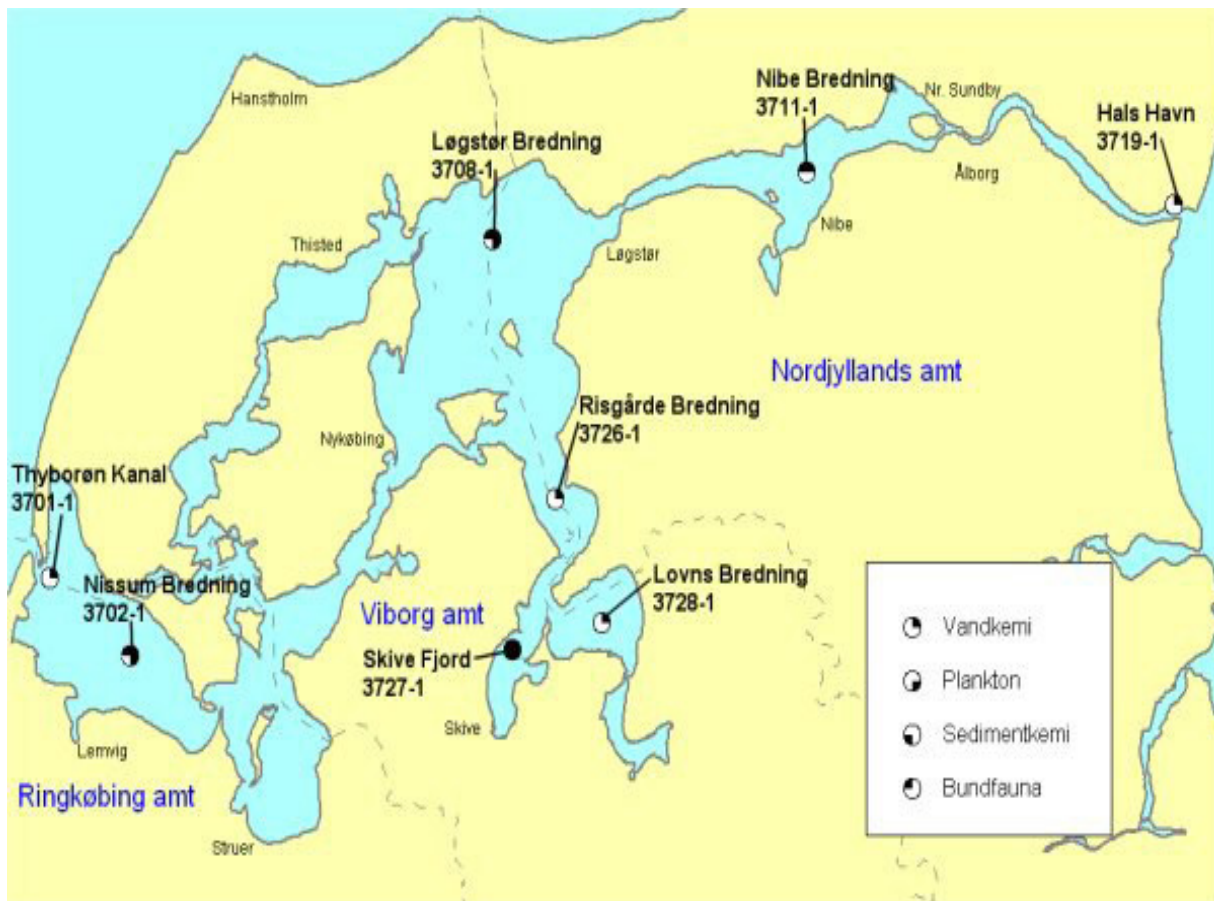 Hanstholm
Løgstør Bredning
3708-1
Nibe Bredning
3711-1
Nr. Sundby
Hals Havn
3719-1
Ålborg
Thisted
Løgstør
Nibe
Nordjyllands amt
Risgårde Bredning
3726-1
Nykøbing
Thyborøn Kanal
3701-1
Nissum Bredning
3702-1
Viborg amt
Lovns Bredning
3728-1
Skive Fjord
3727-1
Skive
Lemvig
Ringkøbing amt
Struer
Vandkemi
Plankton
Sedimentkemi
Bundfauna